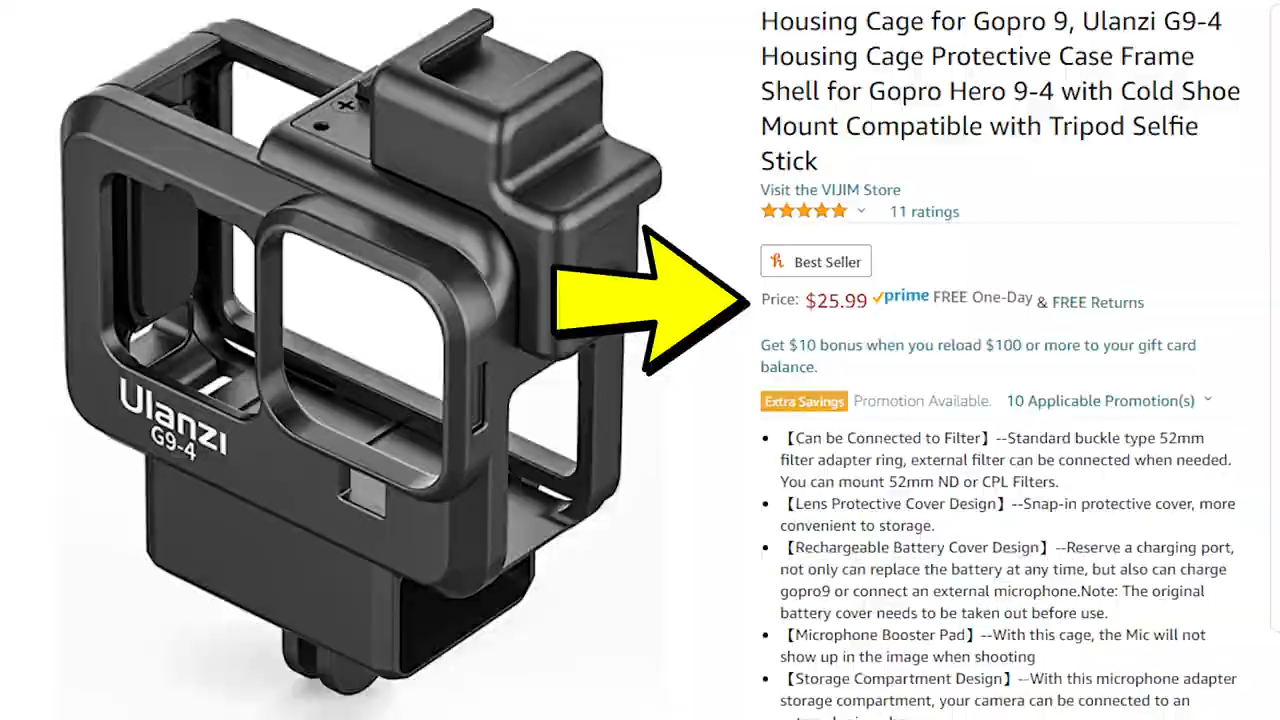 Housing Cage for Gopro 9, Ulanzi G9-4
Housing Cage Protective Case Frame
Shell for Gopro Hero 9-4 with Cold Shoe
Mount Compatible with Tripod Selfie
Stick
Visit the VIJIM Store
11 ratings
Best Seller
Price: $25.99 prime FREE One-Day & FREE Returns
Get $10 bonus when you reload $100 or more to your gift card
balance.
Extra Savings Promotion Available. 10 Applicable Promotion(s)
【Can be Connected to Filter】--Standard buckle type 52mm
filter adapter ring, external filter can be connected when needed.
You can mount 52mm ND or CPL Filters.
【Lens Protective Cover Design】--Snap-in protective cover, more
convenient to storage.
【Rechargeable Battery Cover Design】--Reserve a charging port,
not only can replace the battery at any time, but also can charge
gopro9 or connect an external microphone.Note: The original
battery cover needs to be taken out before use.
【Microphone Booster Pad】--With this cage, the Mic will not
show up in the image when shooting
【Storage Compartment Design】--With this microphone adapter
storage compartment, your camera can be connected to an
Ulanzi
G9-4